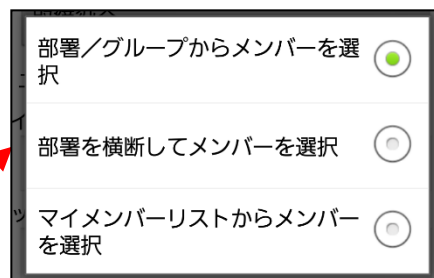 部署／グループからメンバーを選
択
部署を横断してメンバーを選択
マイメンバーリストからメンバー
を選択